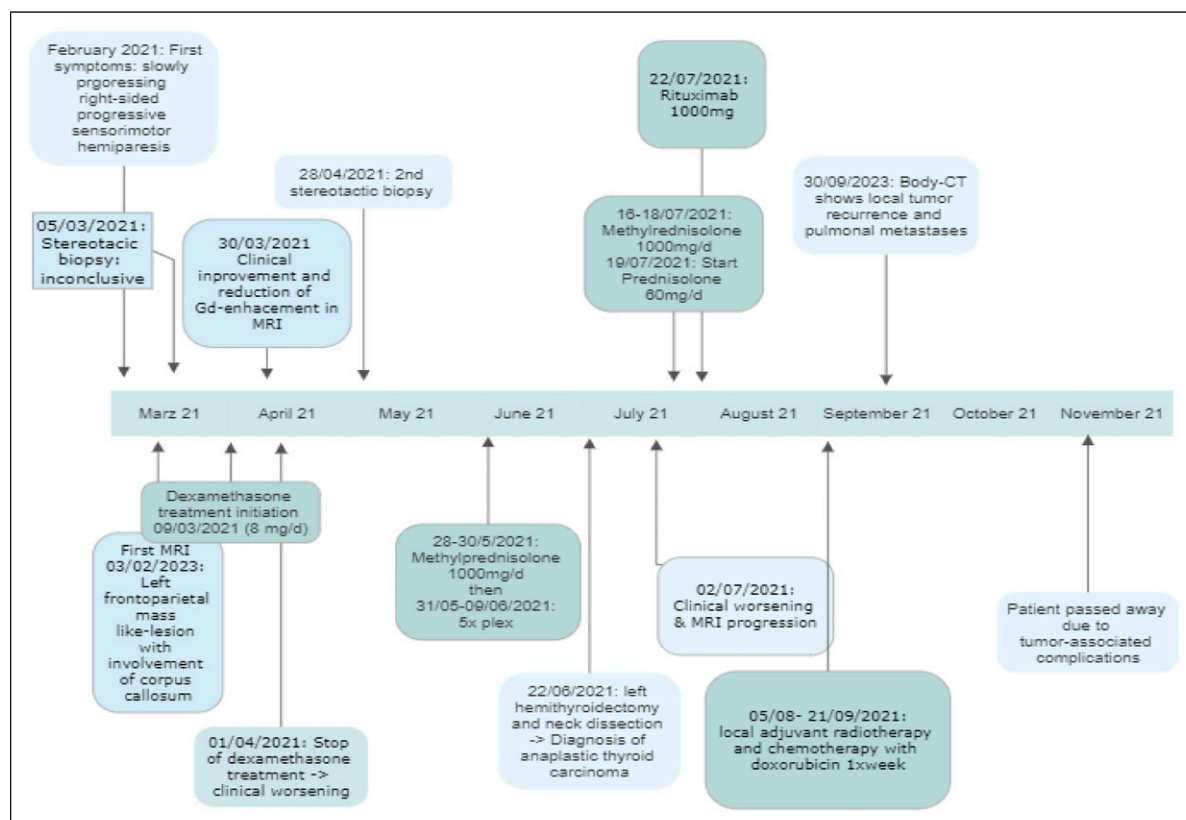 February 2021: First
symptoms: slowly
prgoressing
right-sided
progressive
sensorimotor
hemiparesis
05/03/2021:
Stereotacic
biopsy:
inconclusive
30/03/2021
Clinical
inprovement and
reduction of
Gd-enhacement in
MRI
28/04/2021: 2nd
stereotactic biopsy
22/07/2021:
Rituximab
1000mg
16-18/07/2021:
Methylrednisolone
1000mg/d
19/07/2021: Start
Prednisolone
60mg/d
30/09/2023: Body-CT
shows local tumor
recurrence and
pulmonal metastases
Marz 21
April 21
May 21
June 21
July 21
August 21
September 21
October 21
November 21
Dexamethasone
treatment initiation
09/03/2021 (8 mg/d)
First MRI
03/02/2023:
Left
frontoparietal
mass
like-lesion
with
involvement
of corpus
callosum
01/04/2021: Stop
of dexamethasone
treatment ->
clinical worsening
28-30/5/2021:
Methylprednisolone
1000mg/d
then
31/05-09/06/2021:
5x plex
22/06/2021: left
hemithyroidectomy
and neck dissection
-> Diagnosis of
anaplastic thyroid
carcinoma
02/07/2021:
Clinical worsening
& MRI progression
05/08- 21/09/2021:
local adjuvant radiotherapy
and chemotherapy with
doxorubicin 1xweek
Patient passed away
due to
tumor-associated
complications